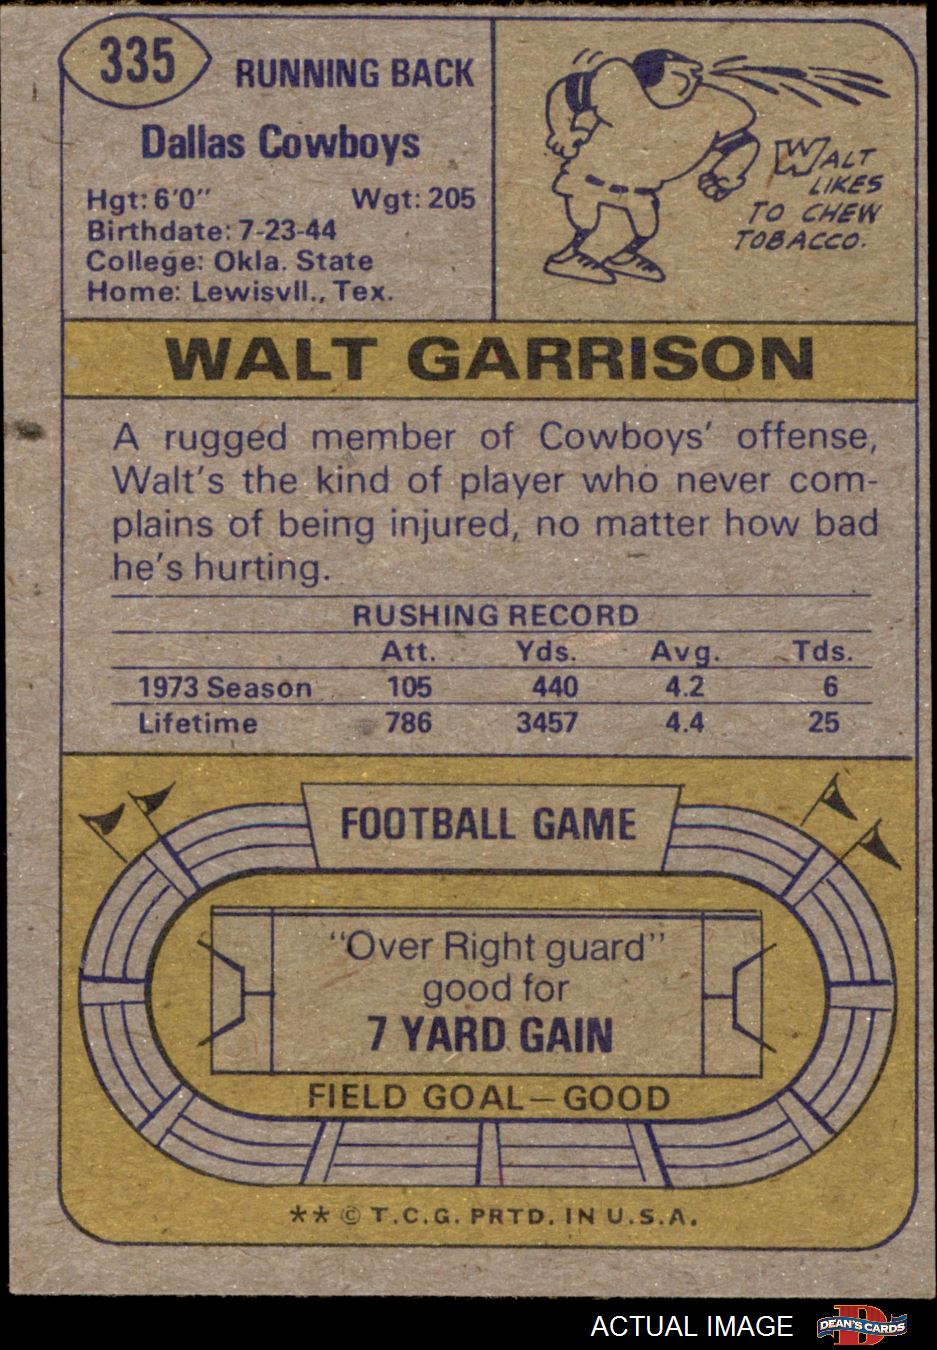 335
RUNNING BACK
Dallas Cowboys
Hgt: 6'0" Wgt: 205
Birthdate: 7-23-44
College: Okla. State
Home: Lewisvll., Tex.
WALT
LIKES
TO CHEW
TOBACCO.
WALT GARRISON
A rugged member of Cowboys' offense,
Walt's the kind of player who never com-
plains of being injured, no matter how bad
he's hurting.
RUSHING RECORD
Att. Yds. Avg. Tds.
1973 Season 105 440 4.2 6
Lifetime 786 3457 4.4 25
FOOTBALL GAME
"Over Right guard"
good for
7 YARD GAIN
FIELD GOAL—GOOD
** © T.C.G. PRTD. IN U.S.A.
ACTUAL IMAGE
D
DEAN'S CARDS